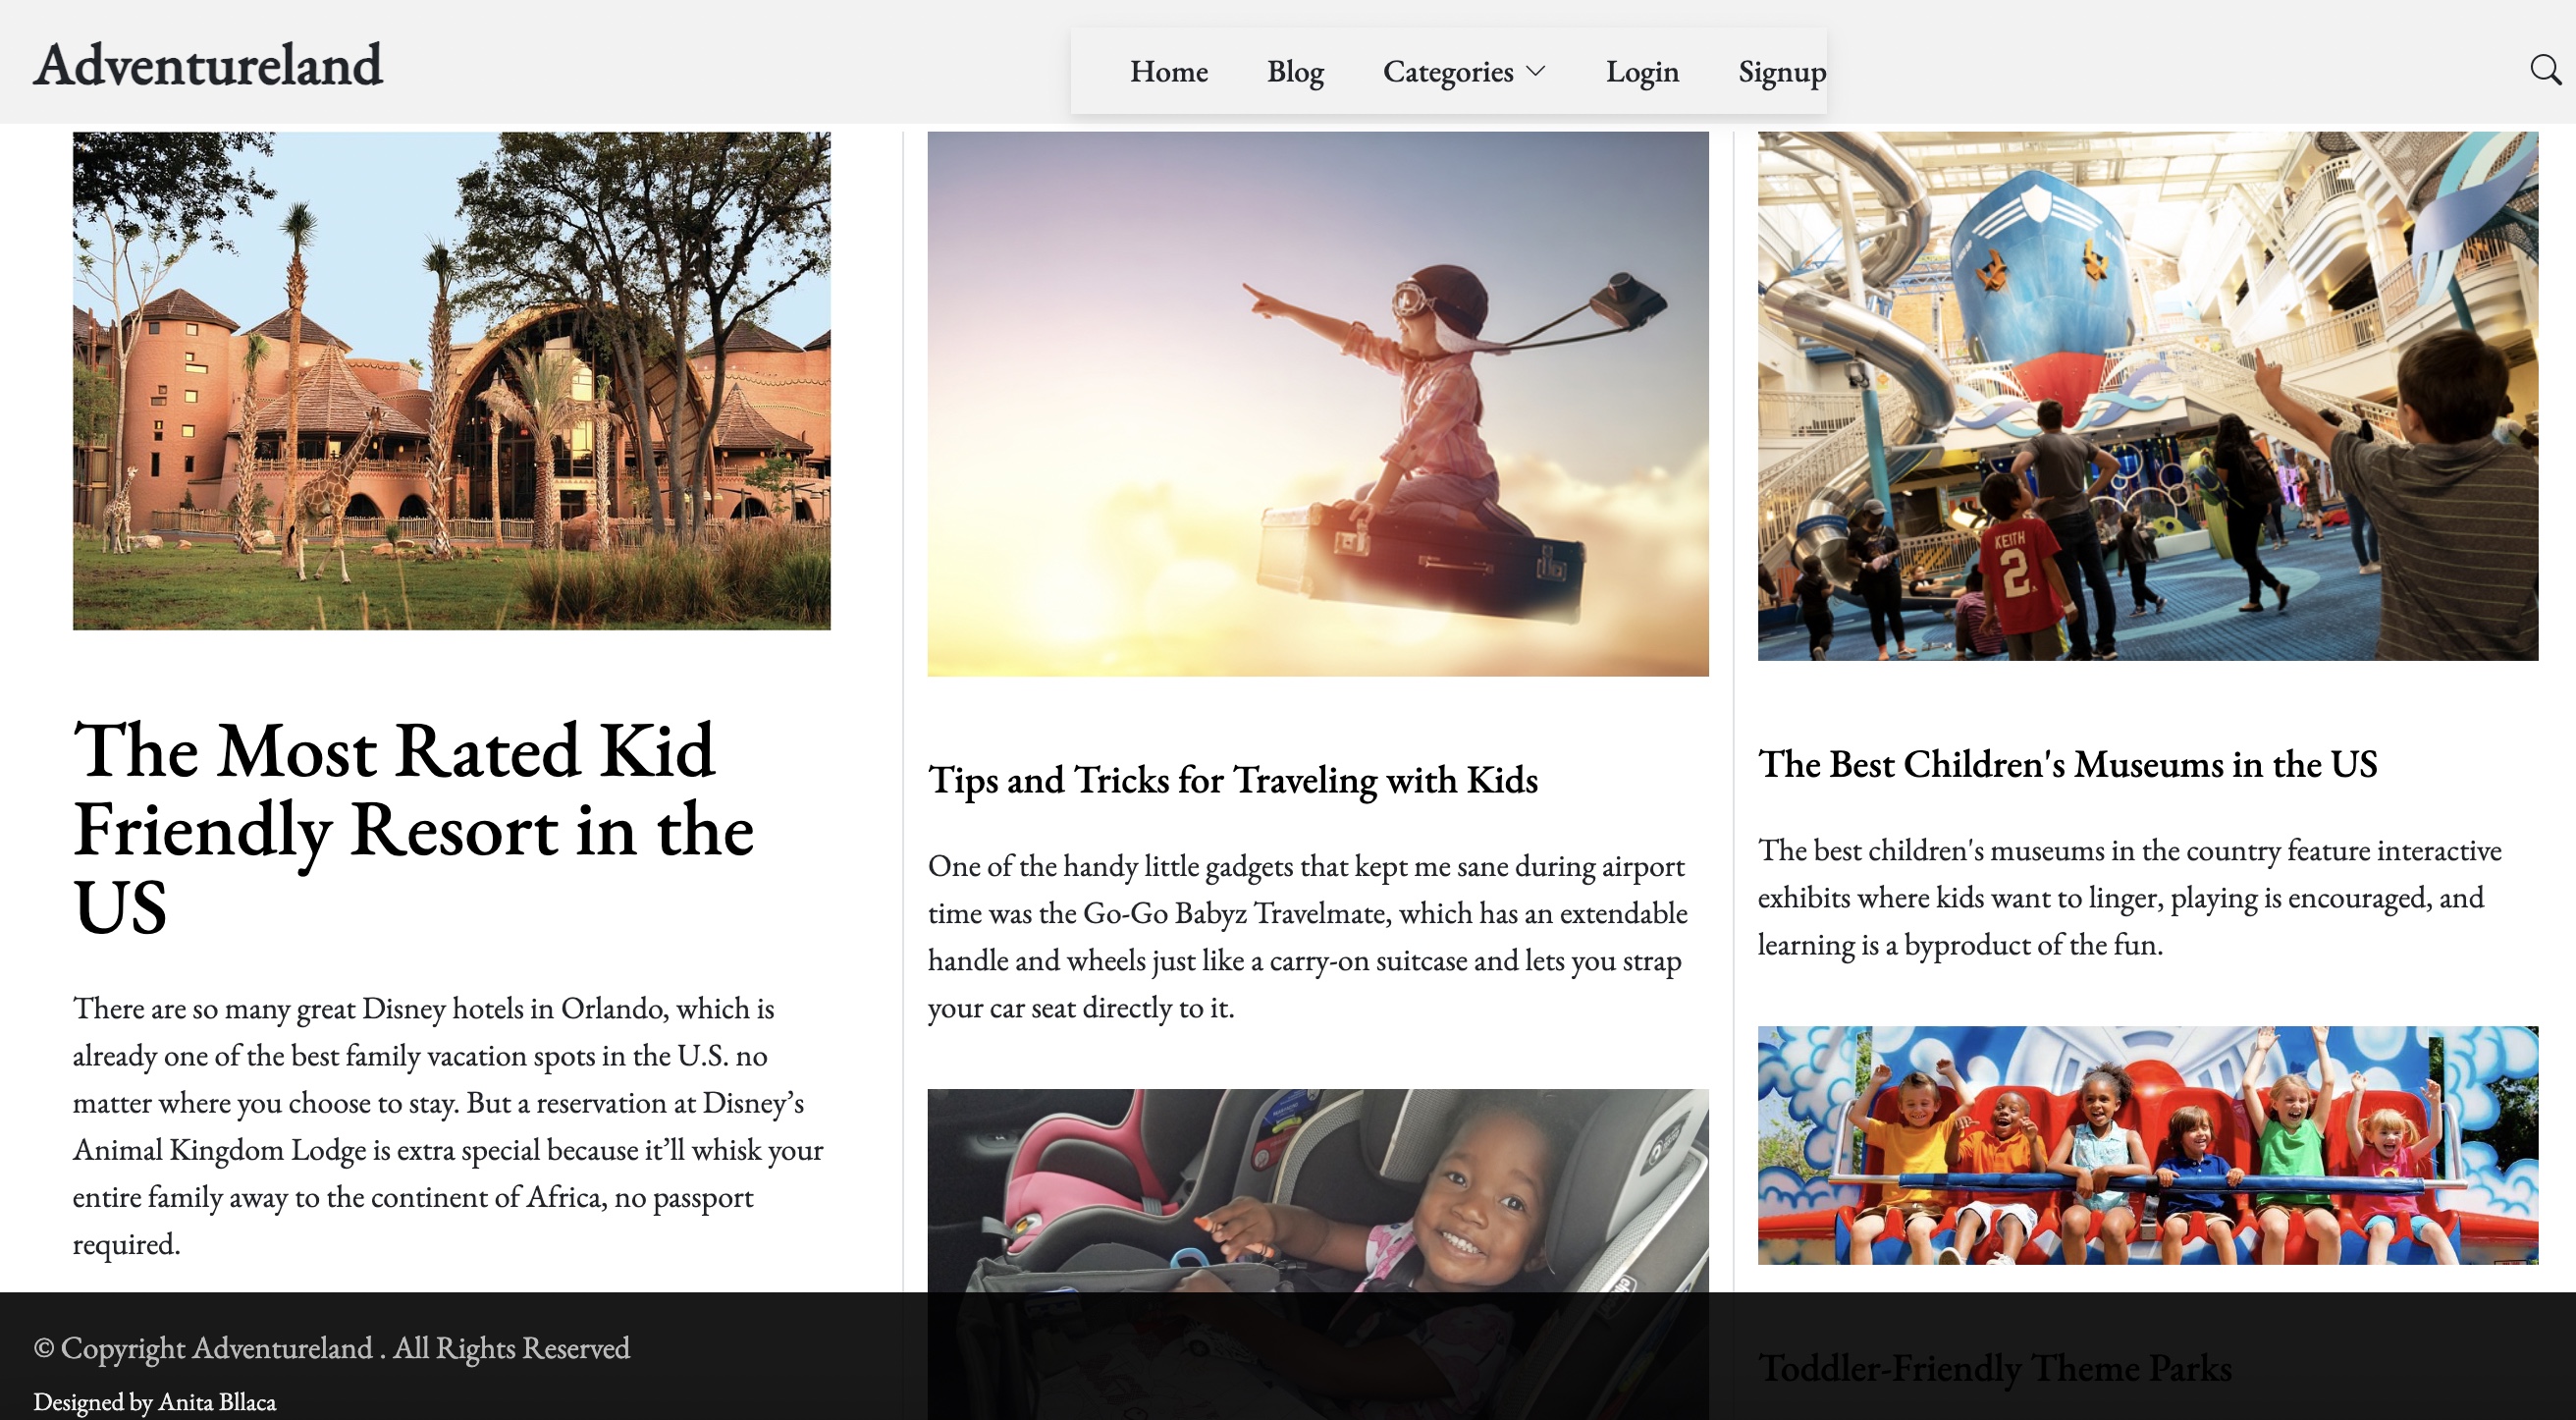 Adventureland
Home
Blog
Categories
Login
Signup
The Most Rated Kid
Friendly Resort in the
US
There are so many great Disney hotels in Orlando, which is
already one of the best family vacation spots in the U.S. no
matter where you choose to stay. But a reservation at Disney’s
Animal Kingdom Lodge is extra special because it’ll whisk your
entire family away to the continent of Africa, no passport
required.
Tips and Tricks for Traveling with Kids
One of the handy little gadgets that kept me sane during airport
time was the Go-Go Babyz Travelmate, which has an extendable
handle and wheels just like a carry-on suitcase and lets you strap
your car seat directly to it.
KEITH
2
The Best Children's Museums in the US
The best children's museums in the country feature interactive
exhibits where kids want to linger, playing is encouraged, and
learning is a byproduct of the fun.
Toddler-Friendly Theme Parks
© Copyright Adventureland . All Rights Reserved
Designed by Anita Bllaca